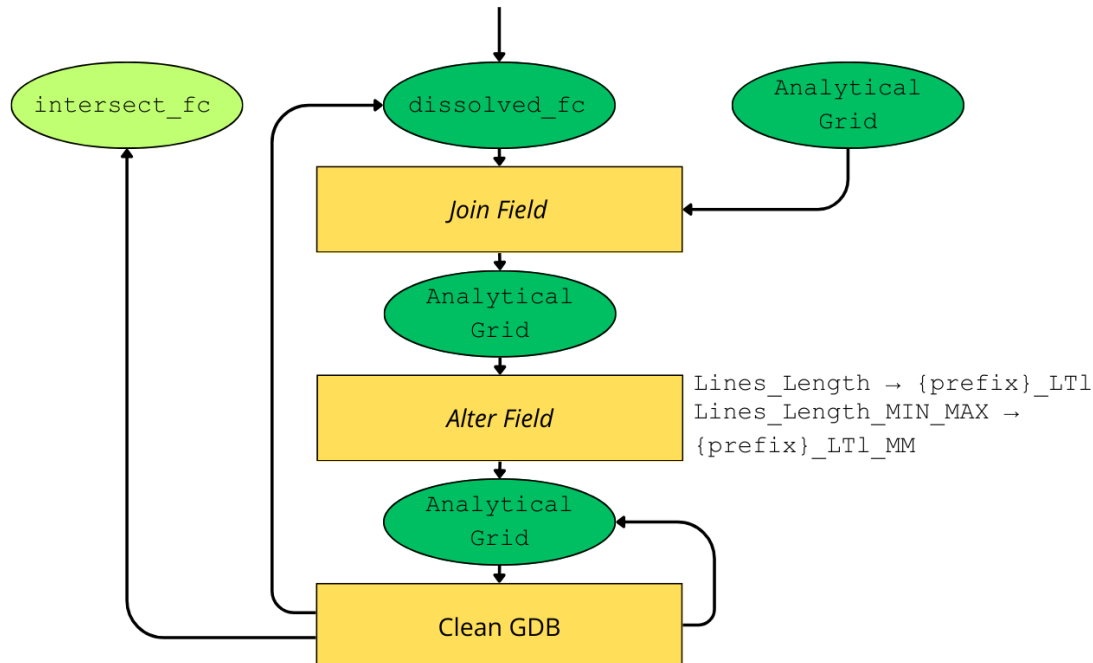 intersect_fc
dissolved_fc
Analytical
Grid
Join Field
Analytical
Grid
Alter Field
Lines_Length → {prefix}_LTl
Lines_Length_MIN_MAX →
{prefix}_LTl_MM
Analytical
Grid
Clean GDB